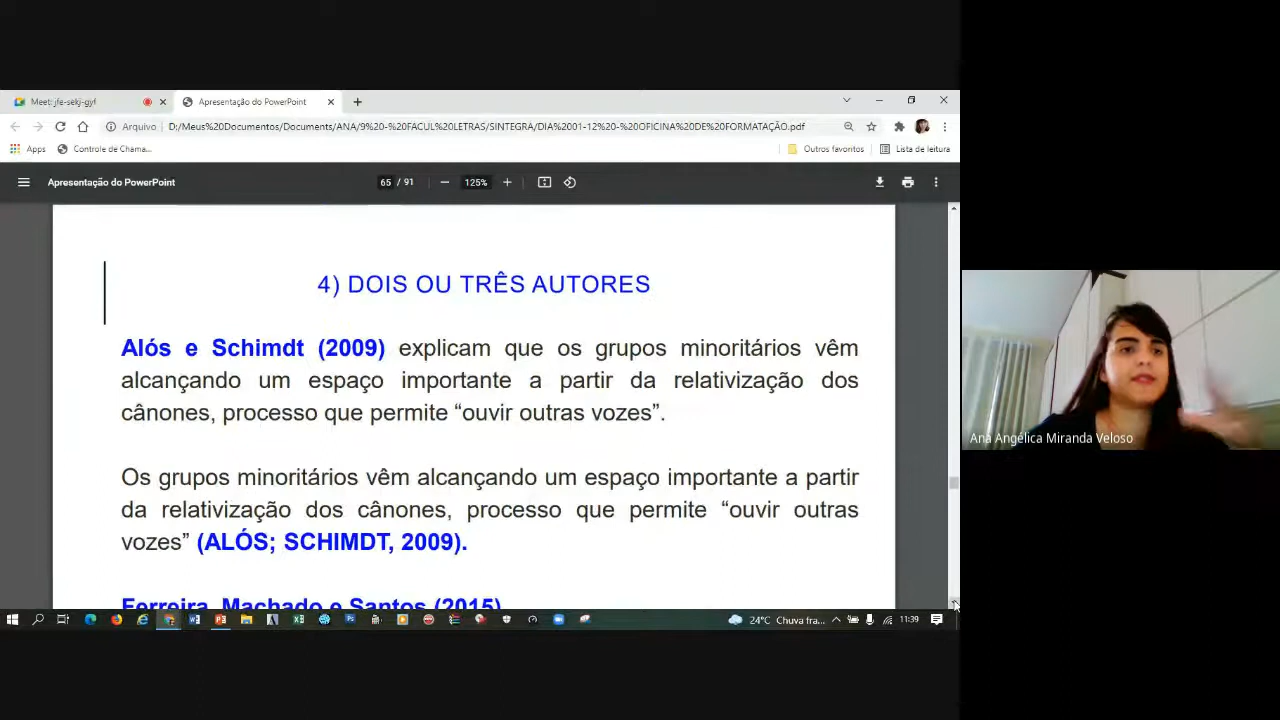 Meet: jfe-sekj-gyf
Apresentação do PowerPoint
Arquivo
D:/Meus%20Documentos/Documents/ANA/9%20-%20FACUL%20LETRAS/SINTEGRA/DIA%2001-12%20-%20OFICINA%20DE%20FORMATAÇÃO.pdf
Apps
Controle de Chama...
Outros favoritos
Lista de leitura
Apresentação do PowerPoint
65 / 91
125%
4) DOIS OU TRÊS AUTORES
Alós e Schimdt (2009) explicam que os grupos minoritários vêm
alcançando um espaço importante a partir da relativização dos
cânones, processo que permite “ouvir outras vozes”.
Os grupos minoritários vêm alcançando um espaço importante a partir
da relativização dos cânones, processo que permite “ouvir outras
vozes” (ALÓS; SCHIMDT, 2009).
Ferreira, Machado e Santos (2015)
Ana Angélica Miranda Veloso
24°C Chuva fra...
11:39